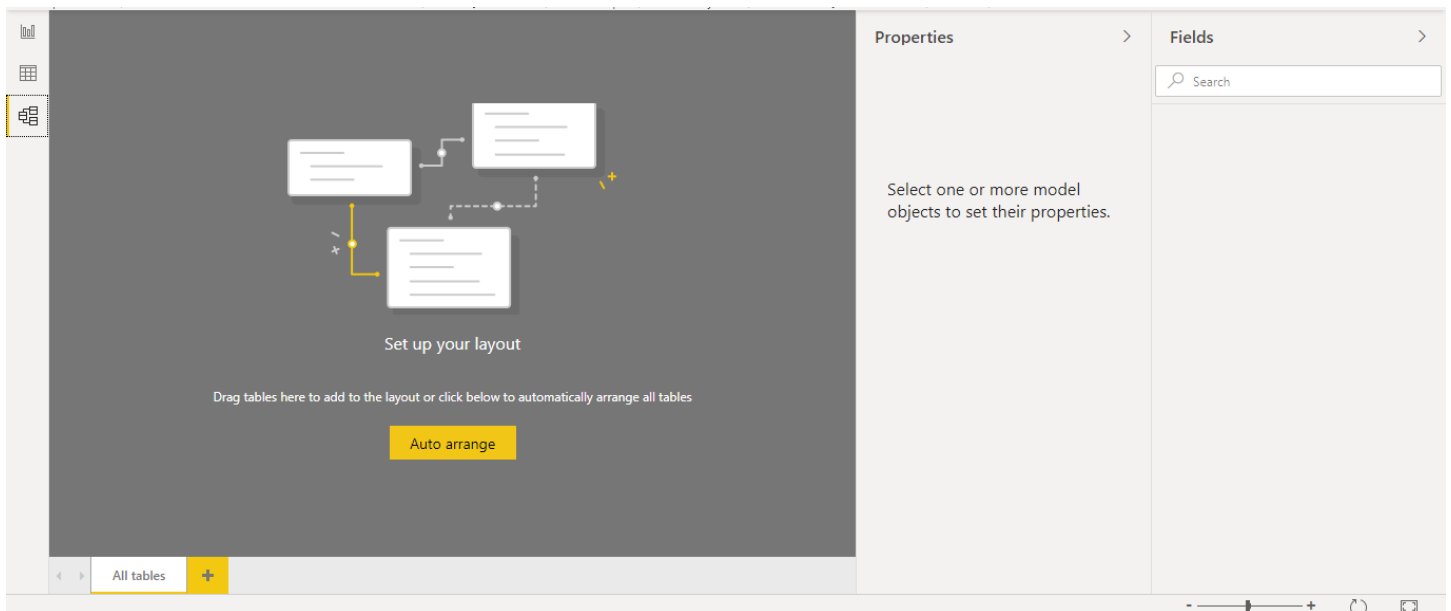 Properties
Fields
Search
Select one or more model
objects to set their properties.
Set up your layout
Drag tables here to add to the layout or click below to automatically arrange all tables
Auto arrange
All tables
+
- +